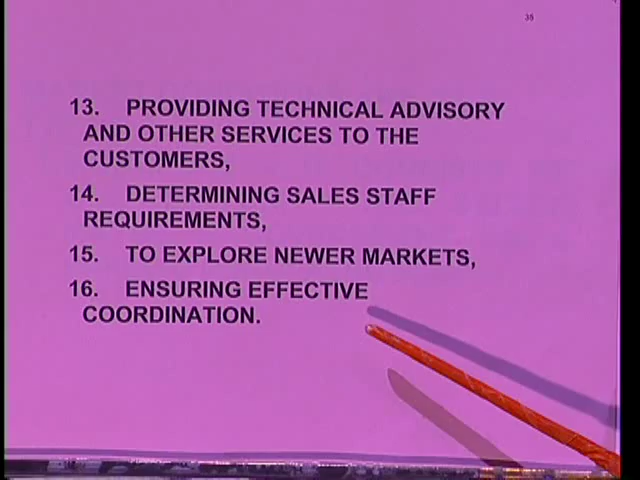 35
13. PROVIDING TECHNICAL ADVISORY
AND OTHER SERVICES TO THE
CUSTOMERS,
14. DETERMINING SALES STAFF
REQUIREMENTS,
15. TO EXPLORE NEWER MARKETS,
16. ENSURING EFFECTIVE
COORDINATION.